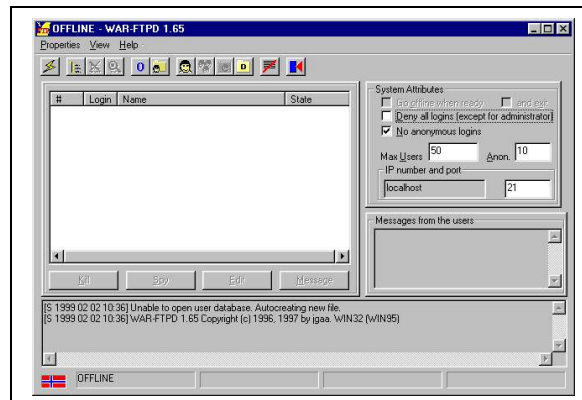 OFFLINE - WAR-FTPD 1.65
Properties View Help
# Login Name State
System Attributes
Go offline when ready and exit
Deny all logins (except for administrator)
No anonymous logins
Max Users 50 Anon. 10
IP number and port
localhost 21
Messages from the users
Kill Spy Edit Message
[S 1999 02 02 10:36] Unable to open user database. Autocreating new file.
[S 1999 02 02 10:36] WAR-FTPD 1.65 Copyright (c) 1996, 1997 by jgaa. WIN32 (WIN95)
OFFLINE